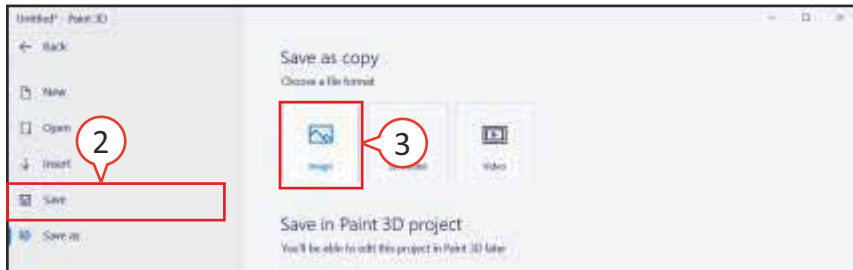 Untitled* - Paint 3D
Back
New
Open
Insert
Save
Save as
2
Save as copy
Choose a file format
Image
Video
3
Save in Paint 3D project
You'll be able to edit this project in Paint 3D later